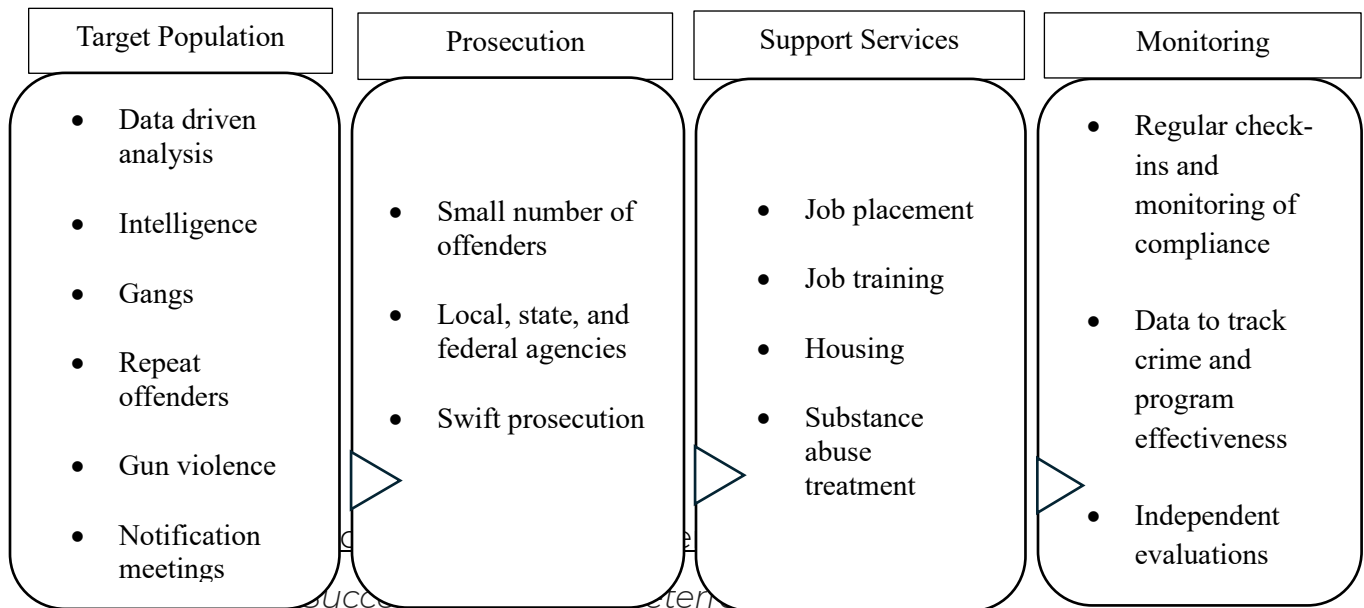 Target Population
Prosecution
Support Services
Monitoring
• Data driven
analysis
• Intelligence
• Gangs
• Repeat
offenders
• Gun violence
• Notification
meetings
• Small number of
offenders
• Local, state, and
federal agencies
• Swift prosecution
• Job placement
• Job training
• Housing
• Substance
abuse
treatment
• Regular check-
ins and
monitoring of
compliance
• Data to track
crime and
program
effectiveness
• Independent
evaluations